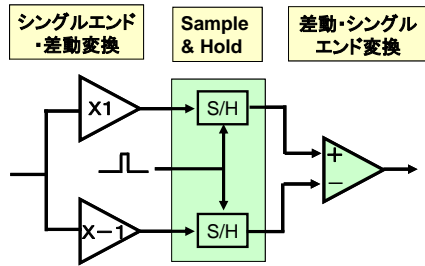 シングルエンド
・差動変換
Sample
& Hold
差動・シングル
エンド変換
X1
S/H
+
−
X−1
S/H